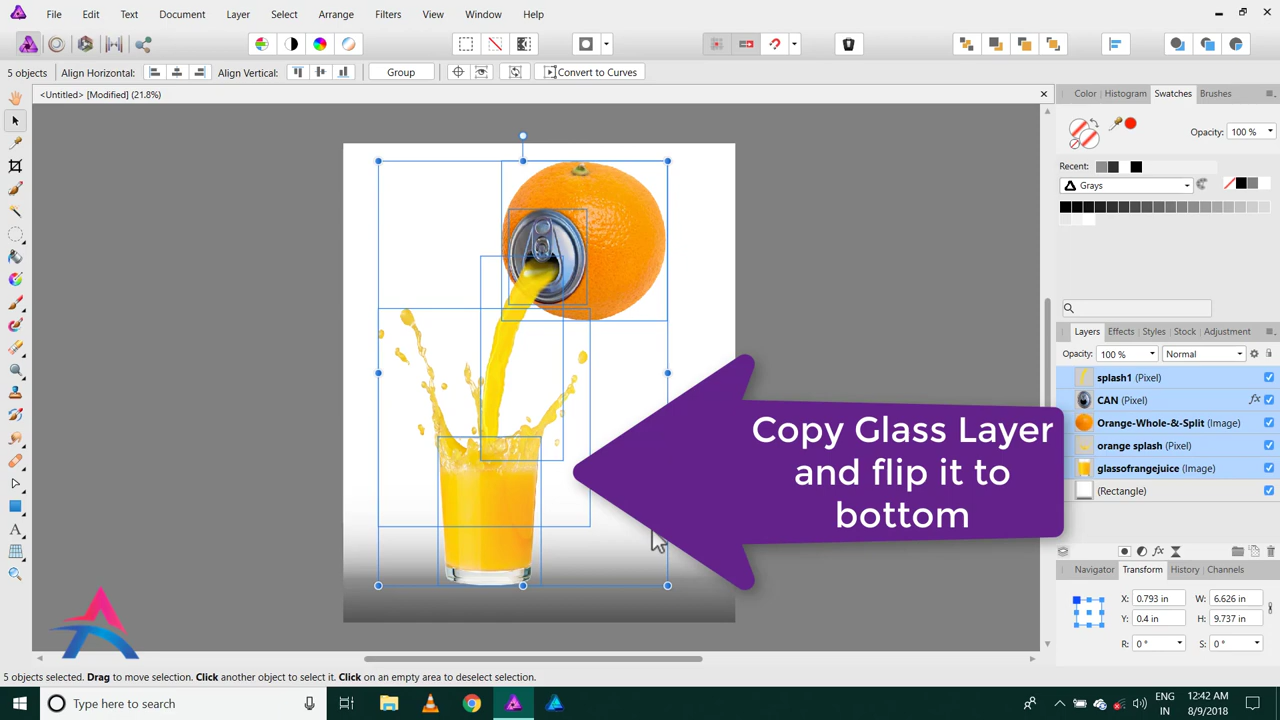 File Edit Text Document Layer Select Arrange Filters View Window Help
5 objects Align Horizontal: Align Vertical: Group Convert to Curves
<Untitled> [Modified] (21.8%)
Color Histogram Swatches Brushes
Opacity: 100 %
Recent:
Grays
Copy Glass Layer
and flip it to
bottom
Layers Effects Styles Stock Adjustment
Opacity: 100 % Normal
splash1 (Pixel)
CAN (Pixel) fx
Orange-Whole-&-Split (Image)
orange splash (Pixel)
glassofrangejuice (Image)
(Rectangle)
fx
Navigator Transform History Channels
X: 0.793 in W: 6.626 in
Y: 0.4 in H: 9.737 in
R: 0 ° S: 0 °
5 objects selected. Drag to move selection. Click another object to select it. Click on an empty area to deselect selection.
Type here to search
ENG
IN
12:42 AM
8/9/2018